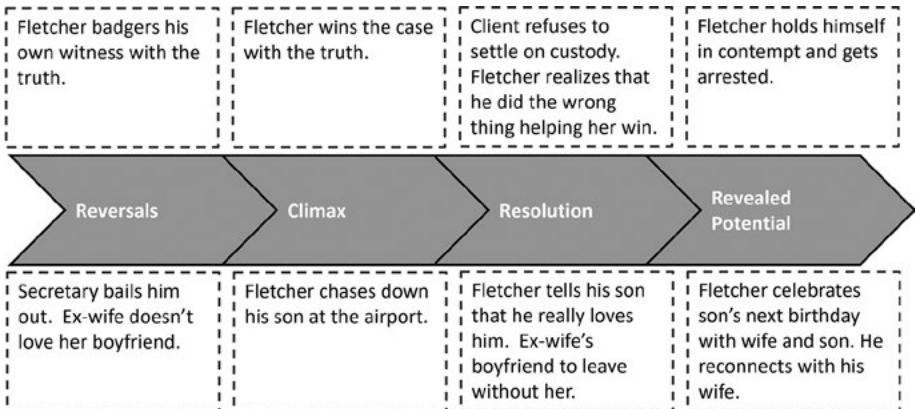 Fletcher badgers his
own witness with the
truth.
Fletcher wins the case
with the truth.
Client refuses to
settle on custody.
Fletcher realizes that
he did the wrong
thing helping her win.
Fletcher holds himself
in contempt and gets
arrested.
Reversals
Climax
Resolution
Revealed
Potential
Secretary bails him
out.  Ex-wife doesn’t
love her boyfriend.
Fletcher chases down
his son at the airport.
Fletcher tells his son
that he really loves
him.  Ex-wife’s
boyfriend to leave
without her.
Fletcher celebrates
son’s next birthday
with wife and son. He
reconnects with his
wife.